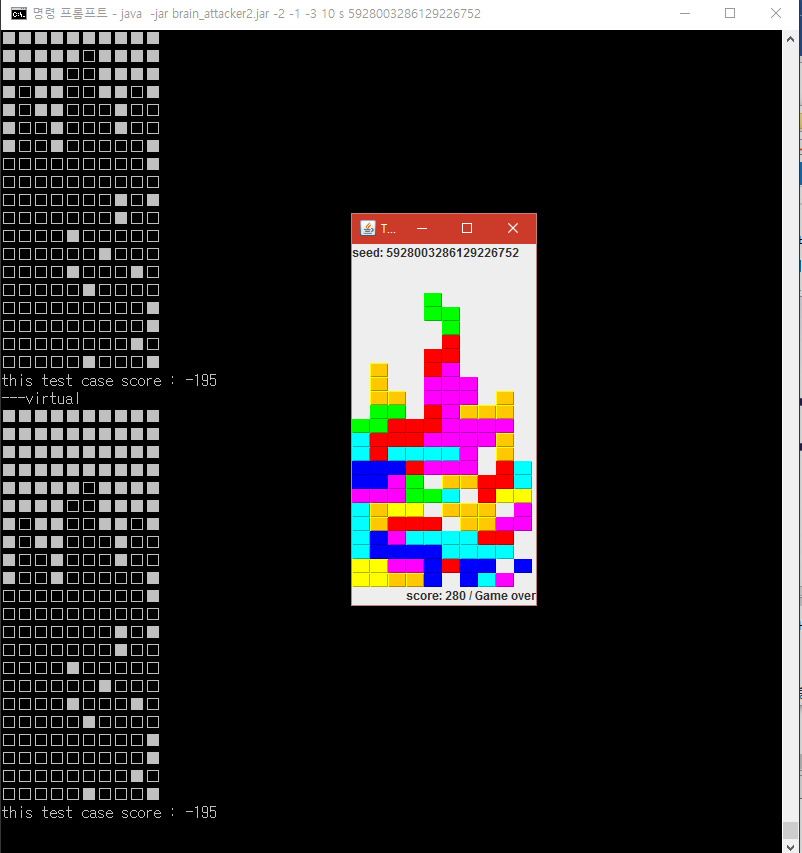 명령 프롬프트 - java -jar brain_attacker2.jar -2 -1 -3 10 s 5928003286129226752
this test case score : -195
---virtual
this test case score : -195
T...
seed: 5928003286129226752
score: 280 / Game over